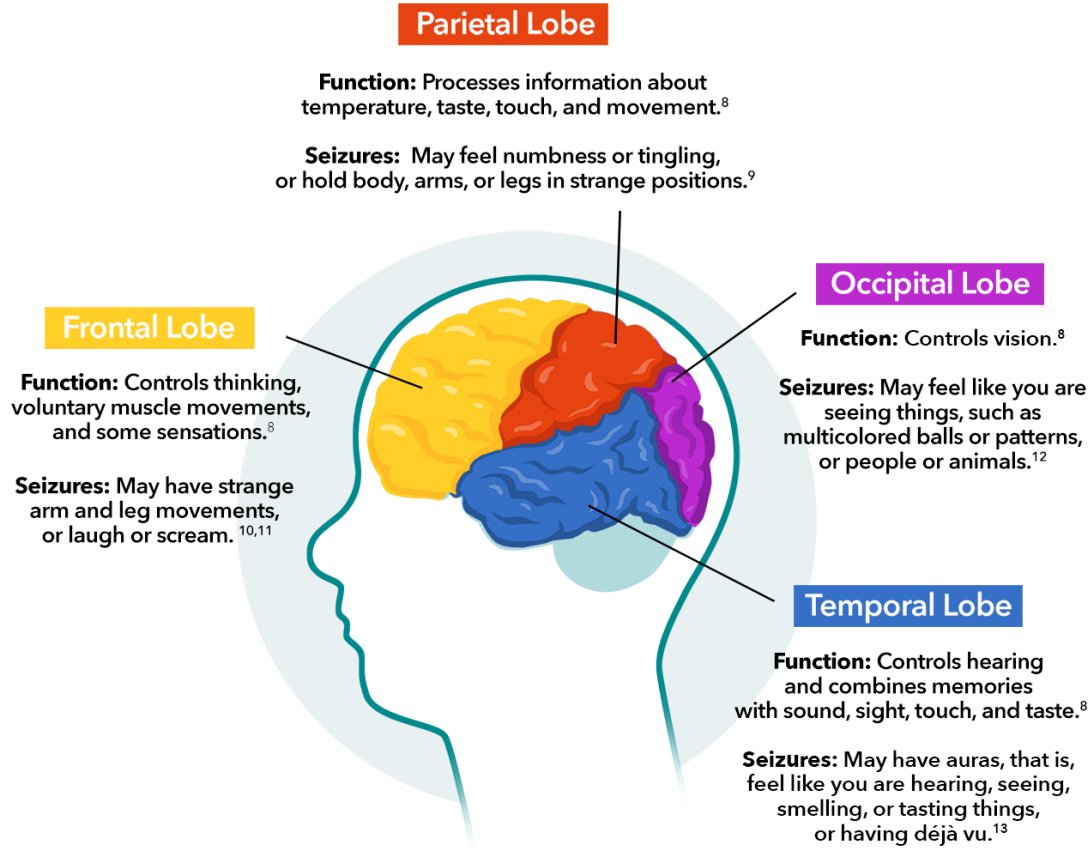 Parietal Lobe
Function: Processes information about
temperature, taste, touch, and movement.8
Seizures: May feel numbness or tingling,
or hold body, arms, or legs in strange positions.9
Frontal Lobe
Function: Controls thinking,
voluntary muscle movements,
and some sensations.8
Seizures: May have strange
arm and leg movements,
or laugh or scream. 10,11
Occipital Lobe
Function: Controls vision.8
Seizures: May feel like you are
seeing things, such as
multicolored balls or patterns,
or people or animals.12
Temporal Lobe
Function: Controls hearing
and combines memories
with sound, sight, touch, and taste.8
Seizures: May have auras, that is,
feel like you are hearing, seeing,
smelling, or tasting things,
or having déjà vu.13